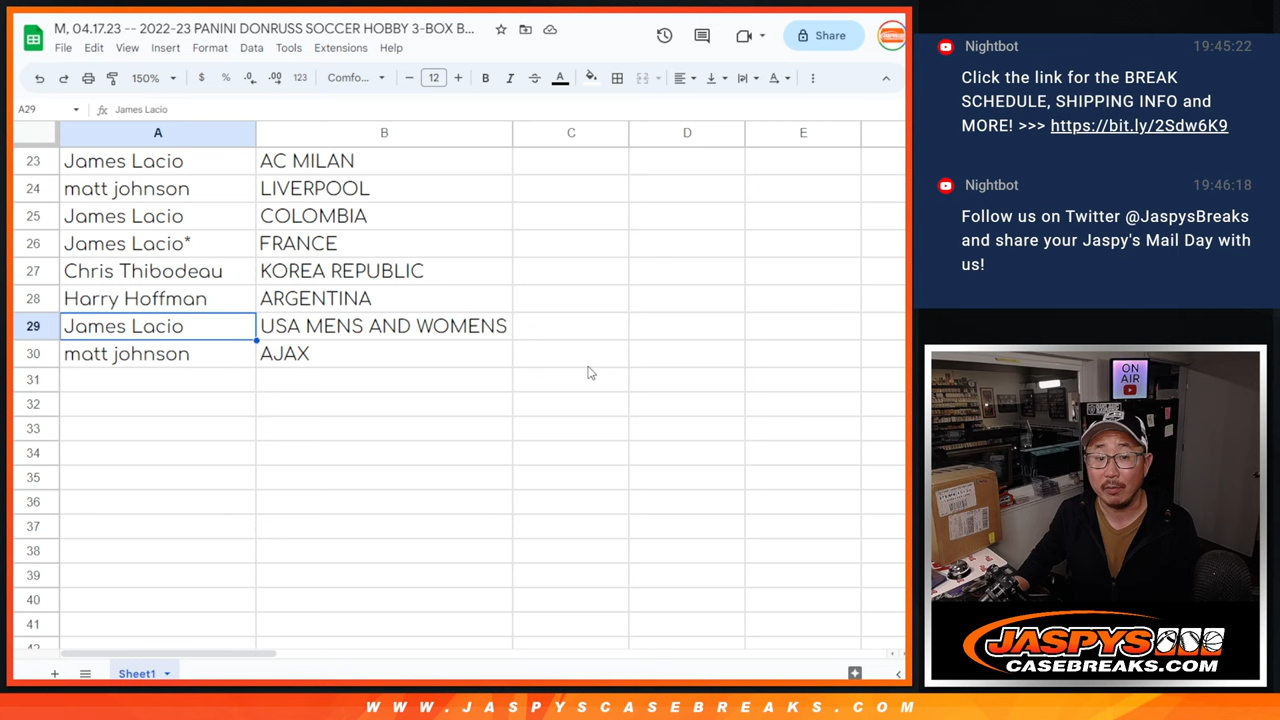 M, 04.17.23 -- 2022-23 PANINI DONRUSS SOCCER HOBBY 3-BOX B...
File Edit View Insert Format Data Tools Extensions Help
Share
150% $ % .0 .00 123 Comfo... 12 B I A
A29 James Lacio
A B C D E
23 James Lacio AC MILAN
24 matt johnson LIVERPOOL
25 James Lacio COLOMBIA
26 James Lacio* FRANCE
27 Chris Thibodeau KOREA REPUBLIC
28 Harry Hoffman ARGENTINA
29 James Lacio USA MENS AND WOMENS
30 matt johnson AJAX
31
32
33
34
35
36
37
38
39
40
41
Sheet1
Nightbot 19:45:22
Click the link for the BREAK
SCHEDULE, SHIPPING INFO and
MORE! >>> https://bit.ly/2Sdw6K9
Nightbot 19:46:18
Follow us on Twitter @JaspysBreaks
and share your Jaspy's Mail Day with
us!
ON
AIR
JASPYS
CASEBREAKS.COM
WWW.JASPYSCASEBREAKS.COM